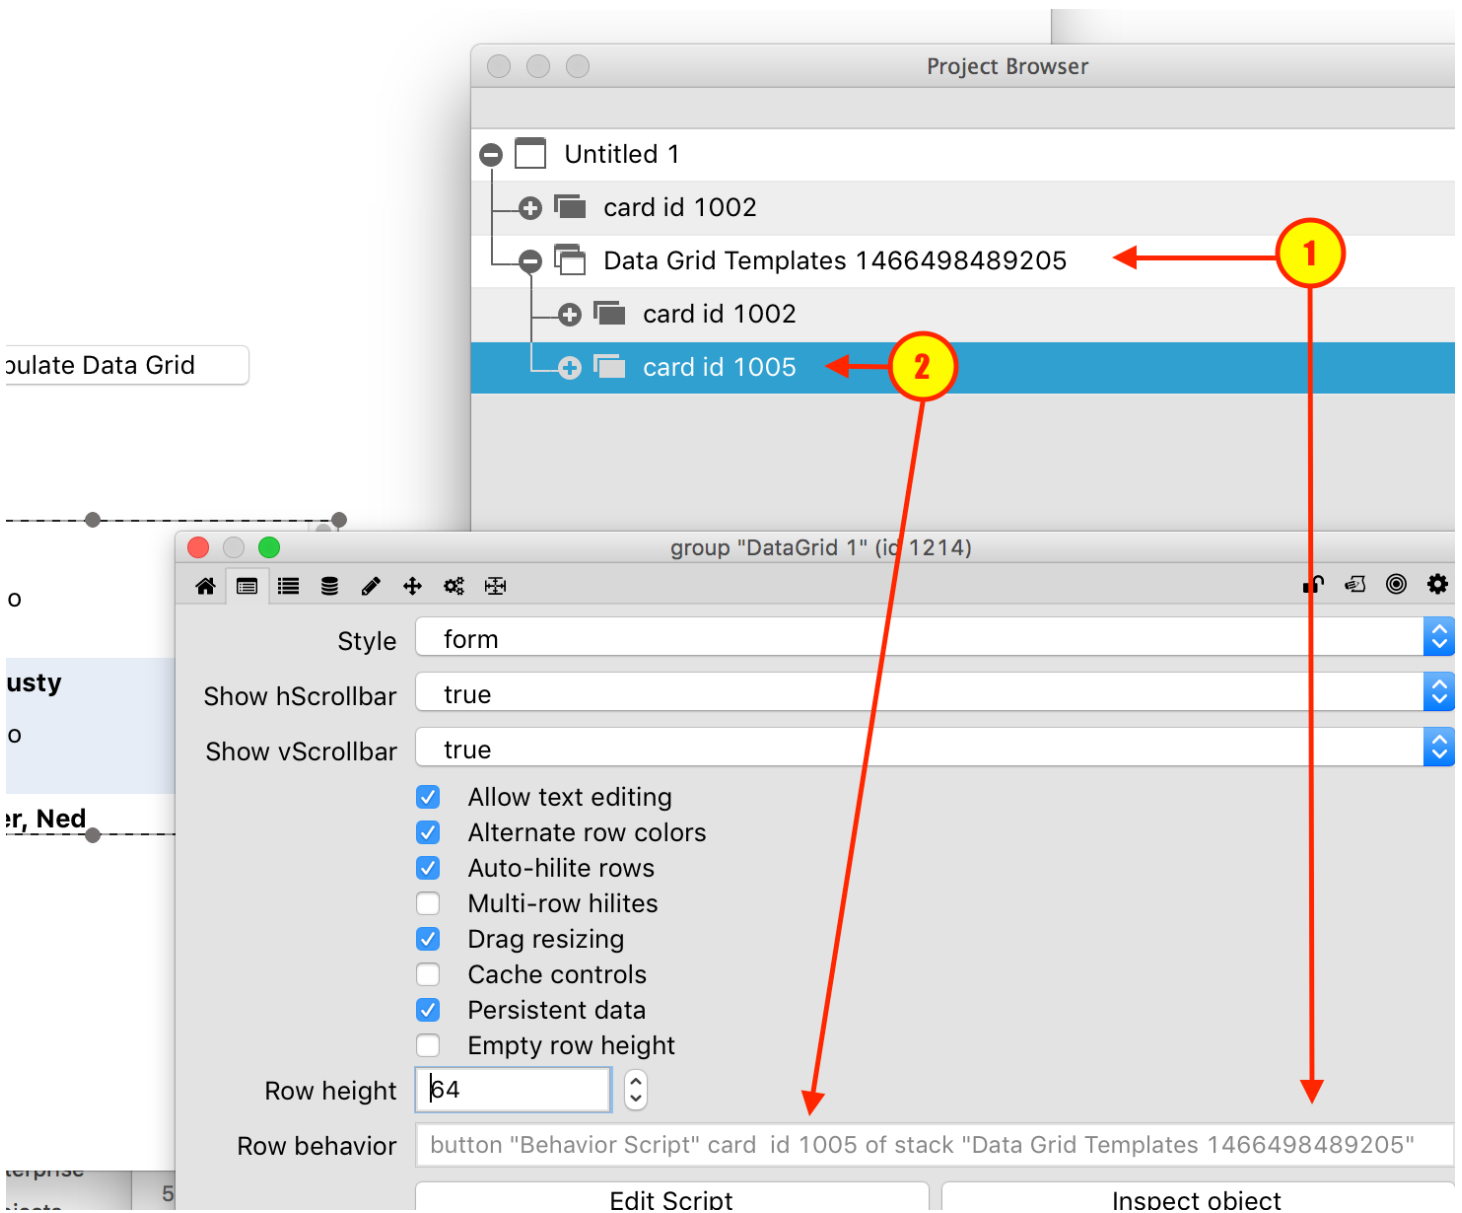 Project Browser
Untitled 1
card id 1002
Data Grid Templates 1466498489205
1
card id 1002
card id 1005
2
pulate Data Grid
group "DataGrid 1" (id 1214)
o
Style form
usty
Show hScrollbar true
o
Show vScrollbar true
Allow text editing
er, Ned
Alternate row colors
Auto-hilite rows
Multi-row hilites
Drag resizing
Cache controls
Persistent data
Empty row height
Row height 64
Row behavior button "Behavior Script" card  id 1005 of stack "Data Grid Templates 1466498489205"
5
Edit Script Inspect object